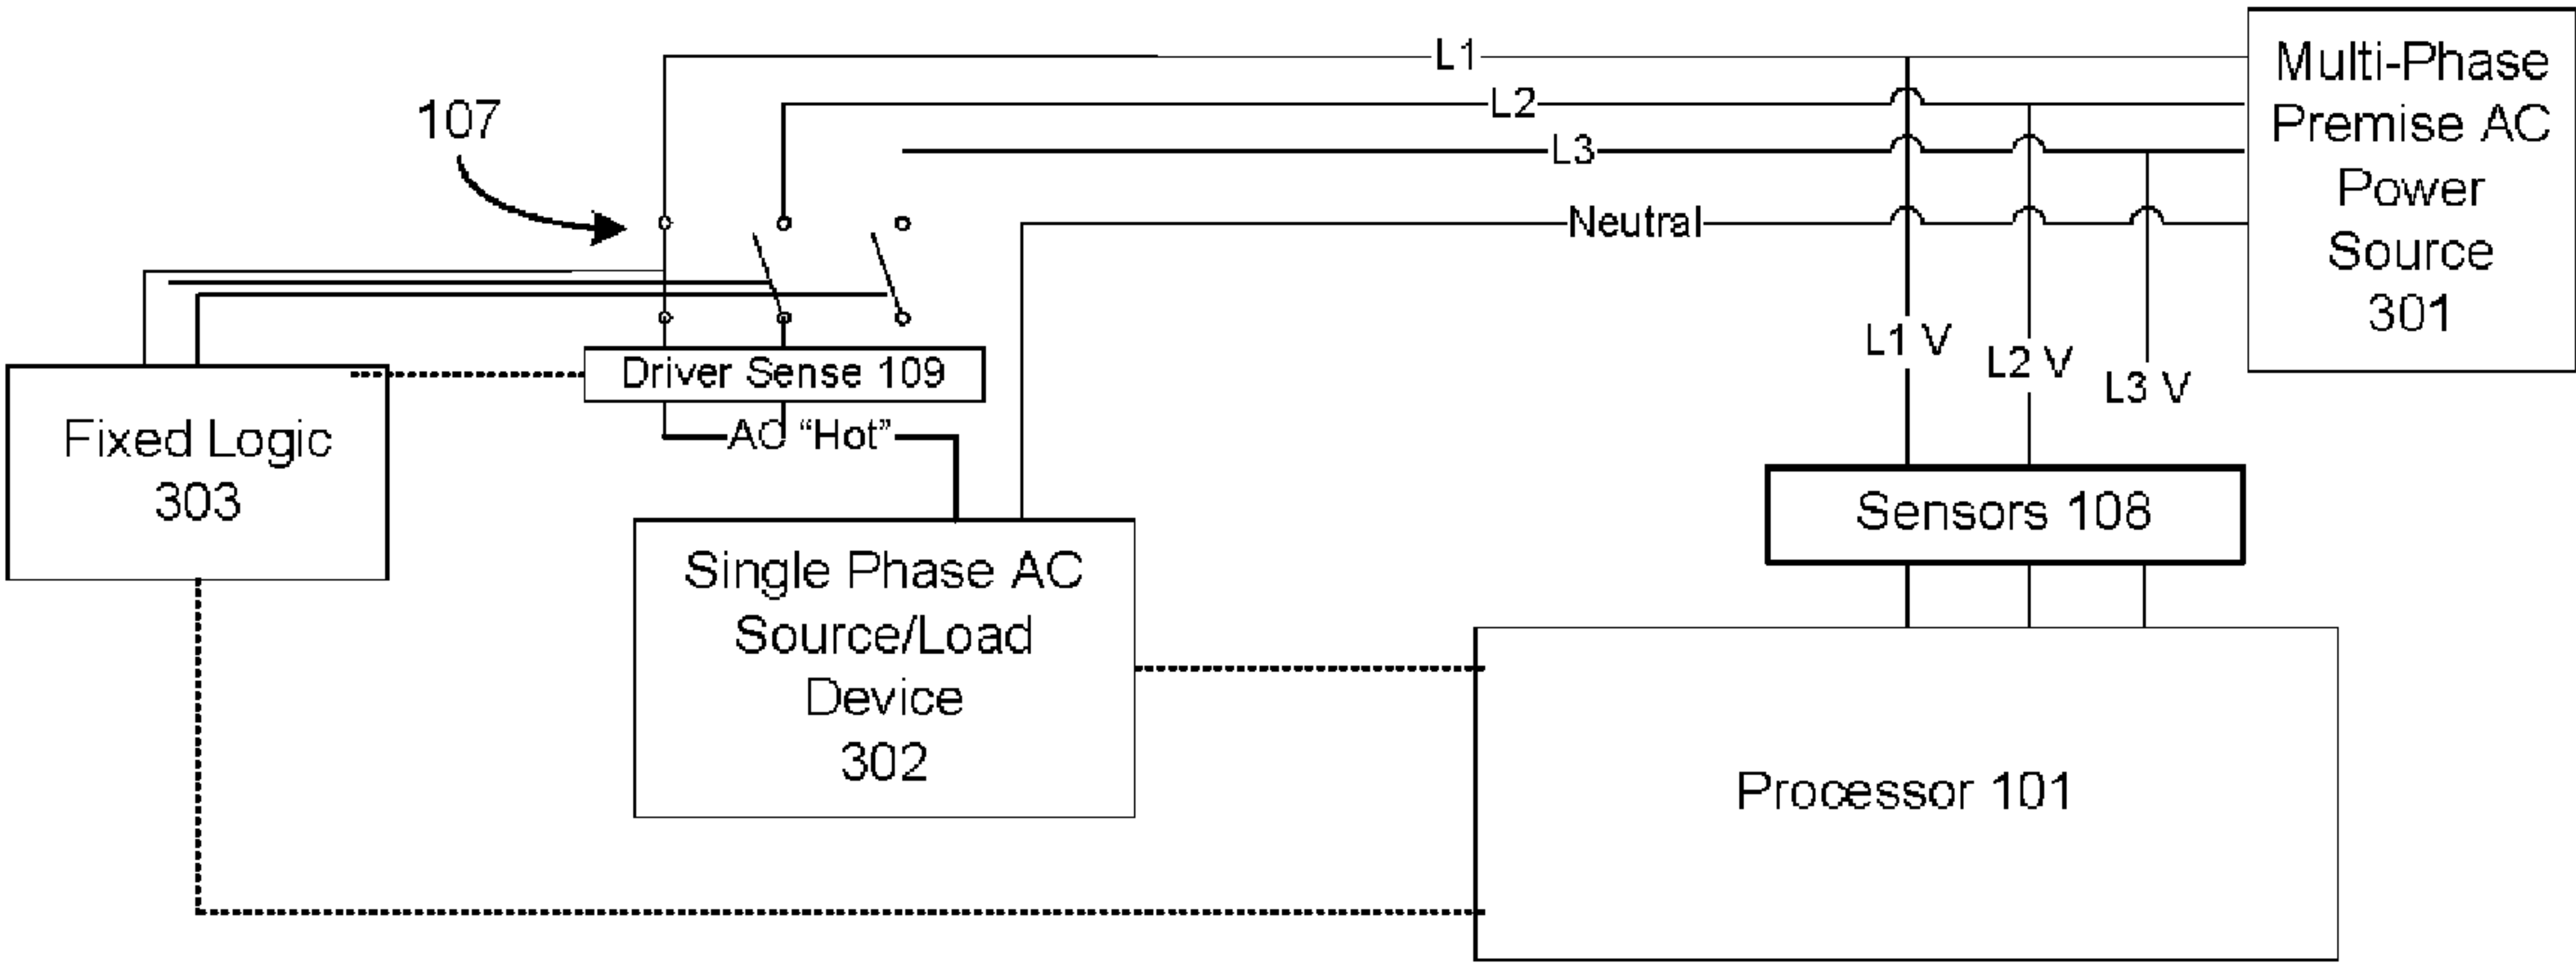 L1
L2
L3
Neutral
107
Multi-Phase
Premise AC
Power
Source
301
L1 V
L2 V
L3 V
Driver Sense 109
AC “Hot”
Fixed Logic
303
Single Phase AC
Source/Load
Device
302
Sensors 108
Processor 101